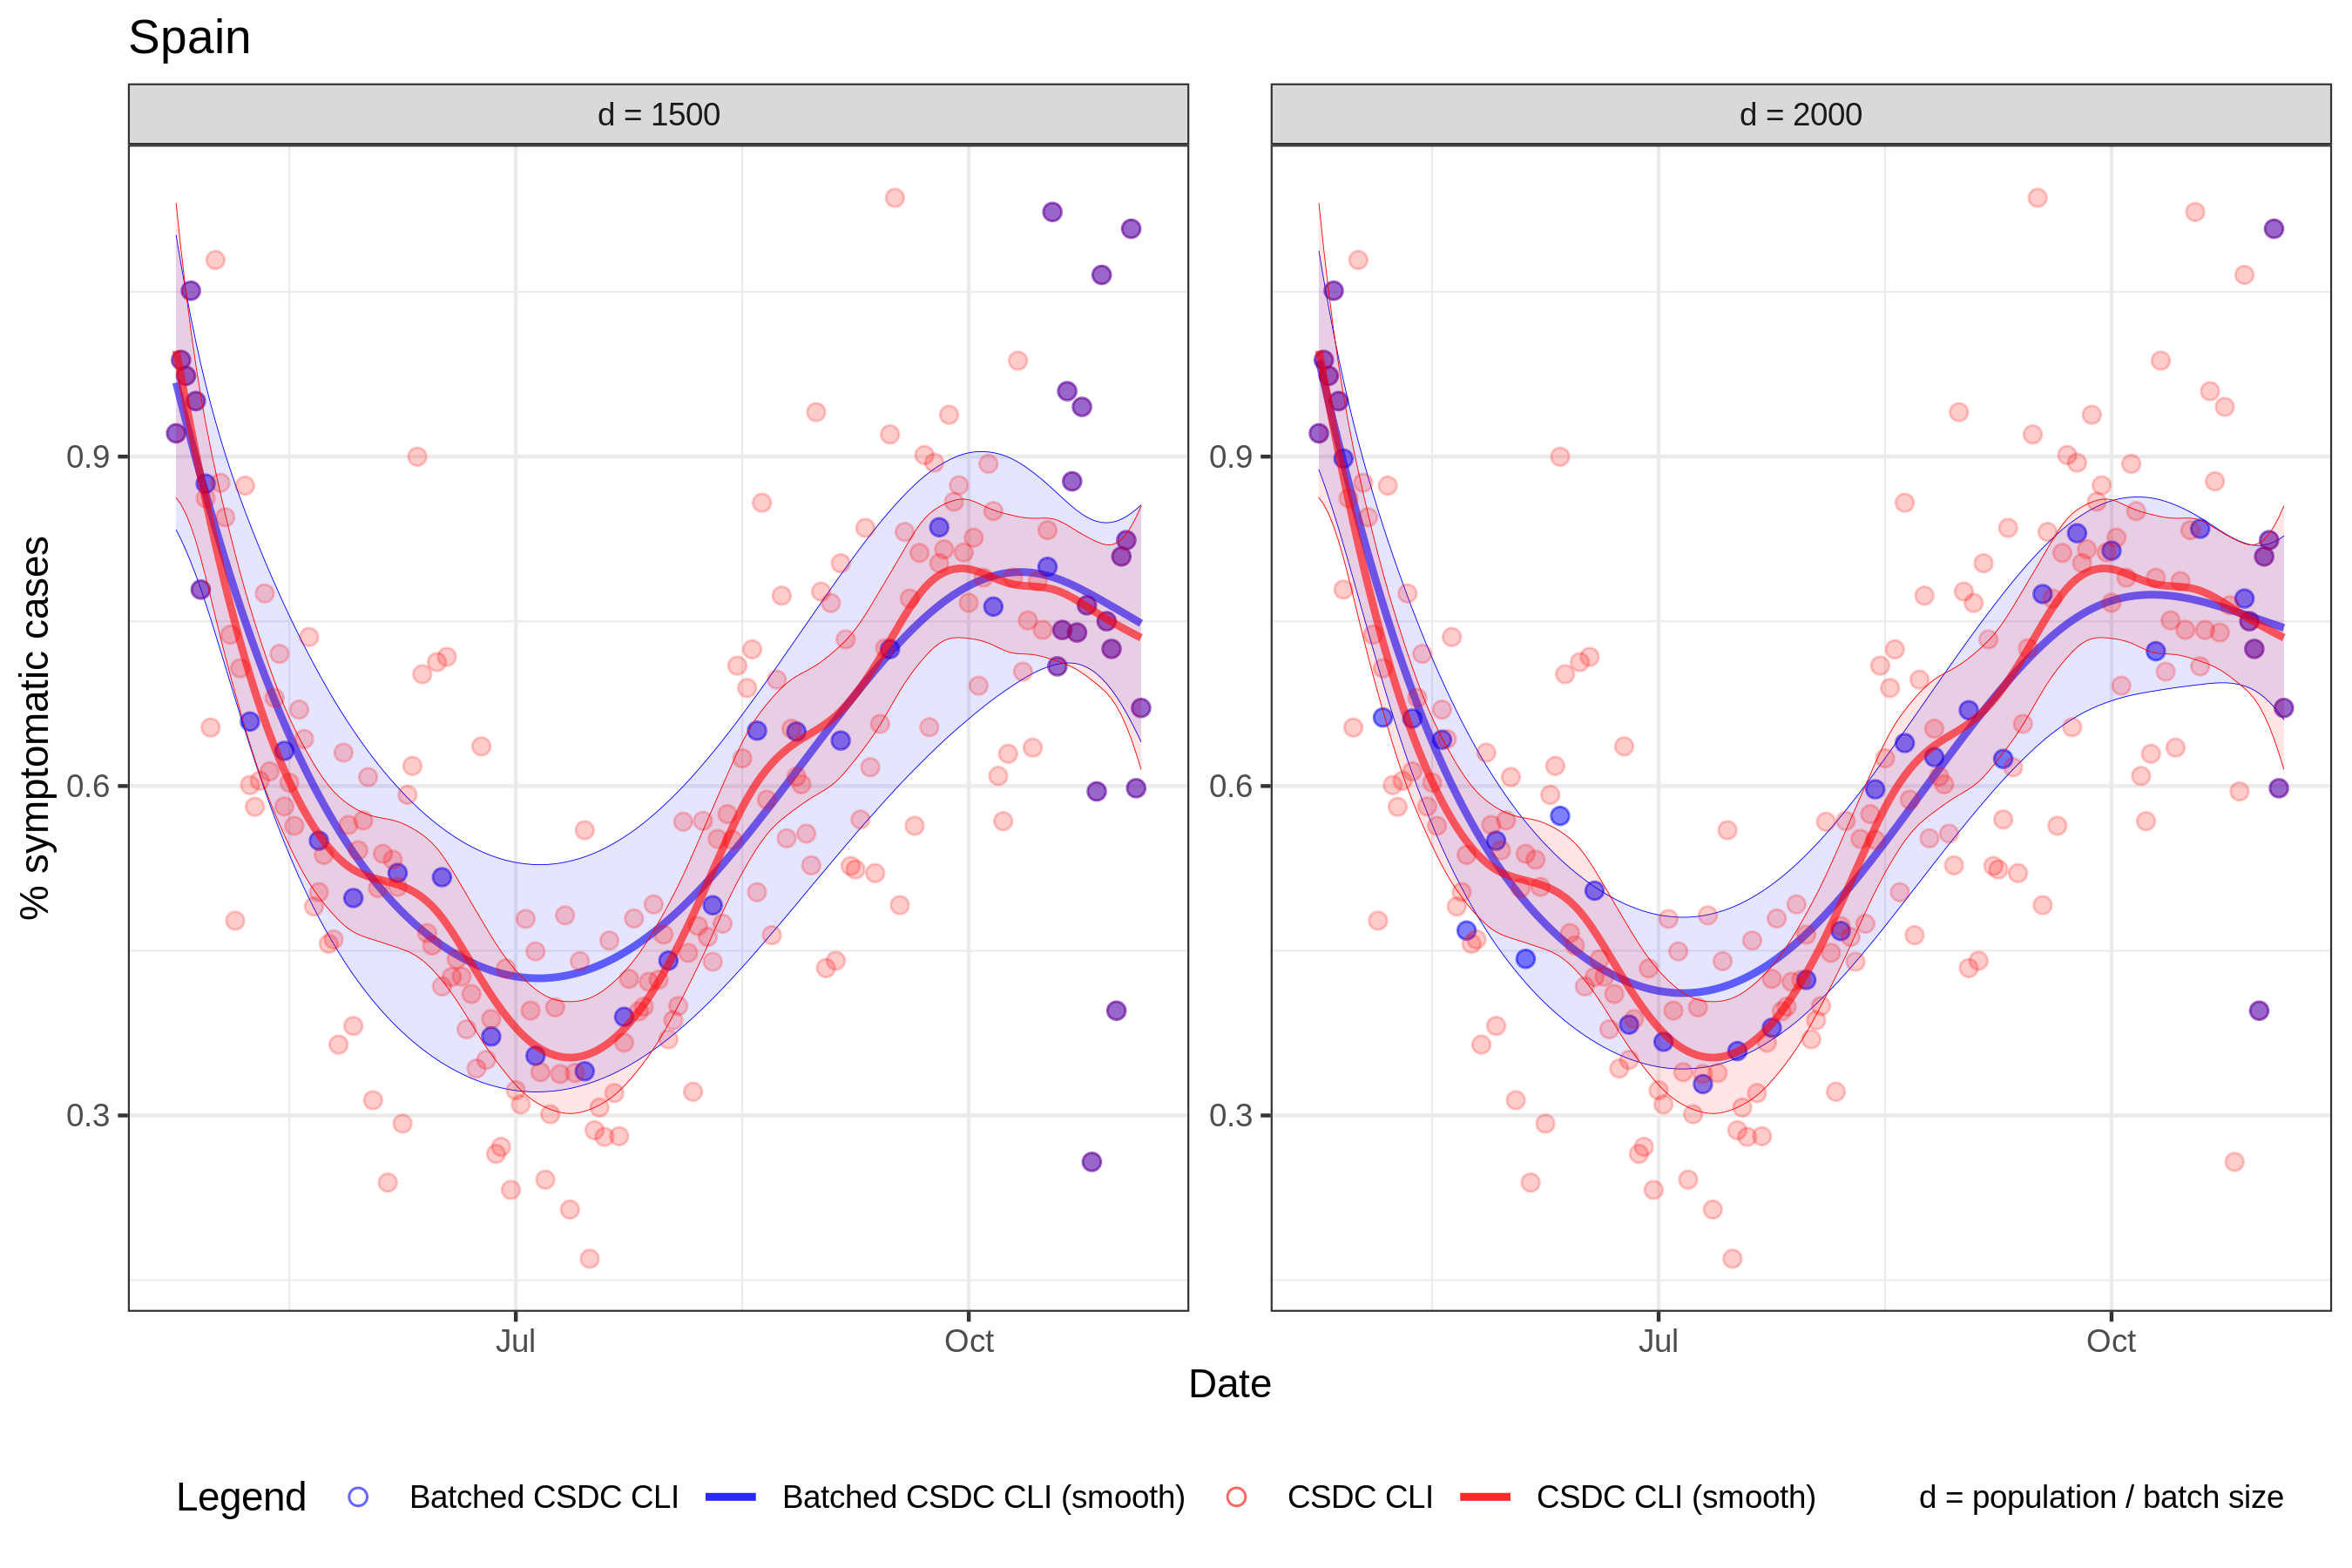 Spain
d = 1500
d = 2000
% symptomatic cases
0.9
0.6
0.3
0.9
0.6
0.3
Jul
Oct
Jul
Oct
Date
Legend
Batched CSDC CLI
Batched CSDC CLI (smooth)
CSDC CLI
CSDC CLI (smooth)
d = population / batch size